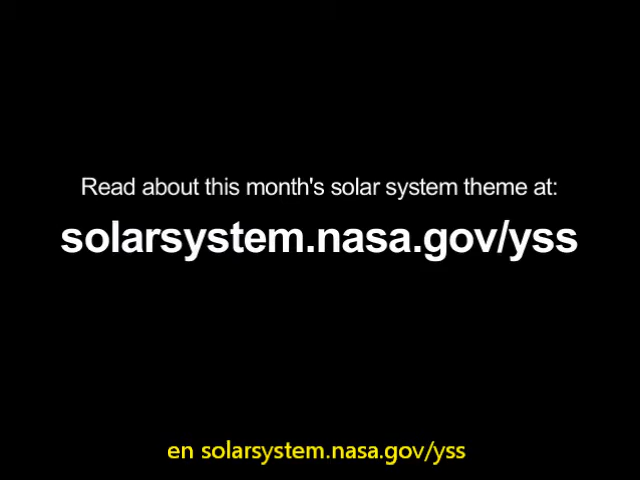 Read about this month's solar system theme at:
solarsystem.nasa.gov/yss
en solarsystem.nasa.gov/yss